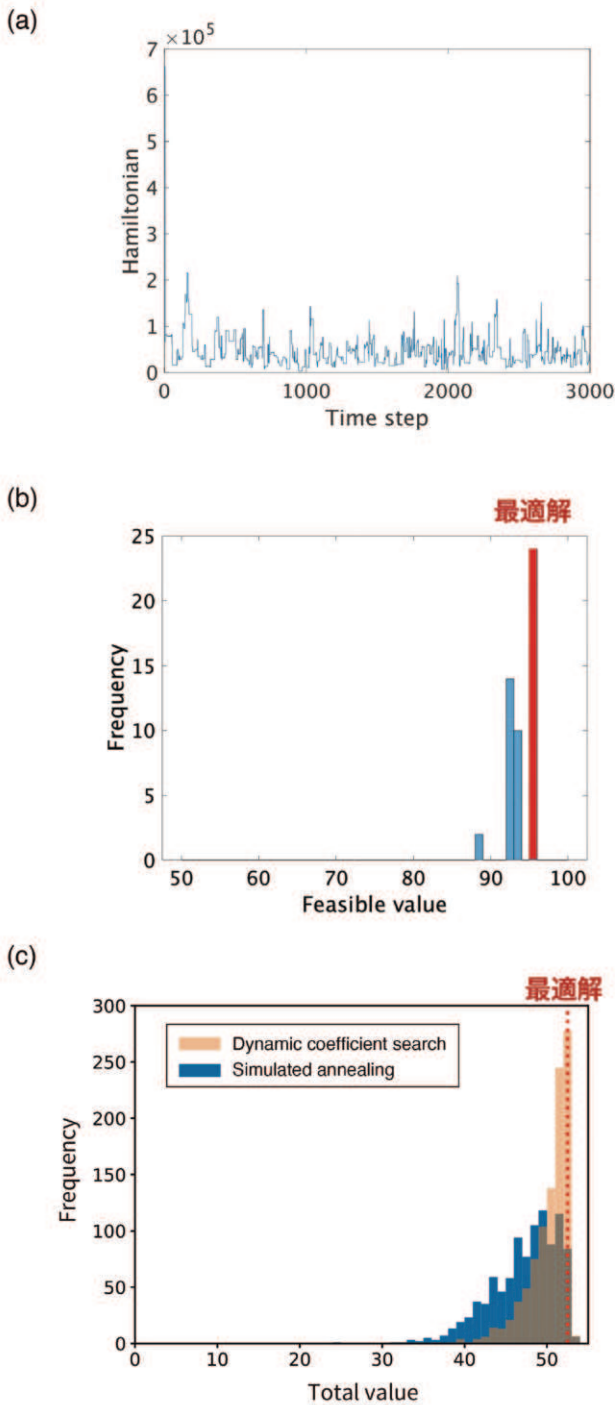 (a)
7 ×10⁵
6
5
4
3
2
1
0
Hamiltonian
0 1000 2000 3000
Time step
(b)
最適解
25
20
15
10
5
0
Frequency
50 60 70 80 90 100
Feasible value
(c)
最適解
300
250
200
150
100
50
0
Frequency
Dynamic coefficient search
Simulated annealing
0 10 20 30 40 50
Total value